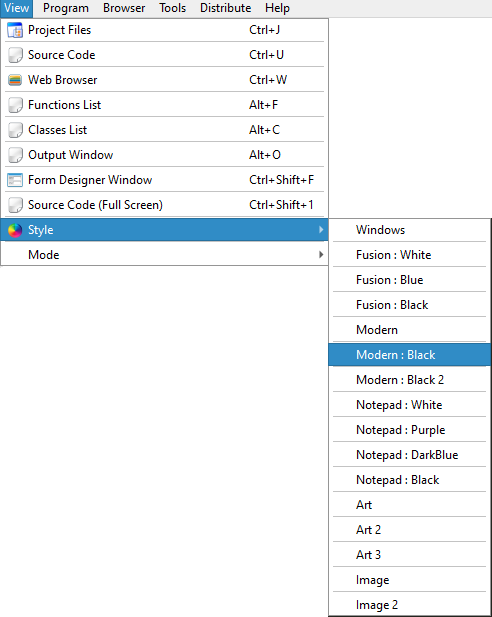 View Program Browser Tools Distribute Help
Project Files Ctrl+J
Source Code Ctrl+U
Web Browser Ctrl+W
Functions List Alt+F
Classes List Alt+C
Output Window Alt+O
Form Designer Window Ctrl+Shift+F
Source Code (Full Screen) Ctrl+Shift+1
Style
Mode
Windows
Fusion : White
Fusion : Blue
Fusion : Black
Modern
Modern : Black
Modern : Black 2
Notepad : White
Notepad : Purple
Notepad : DarkBlue
Notepad : Black
Art
Art 2
Art 3
Image
Image 2